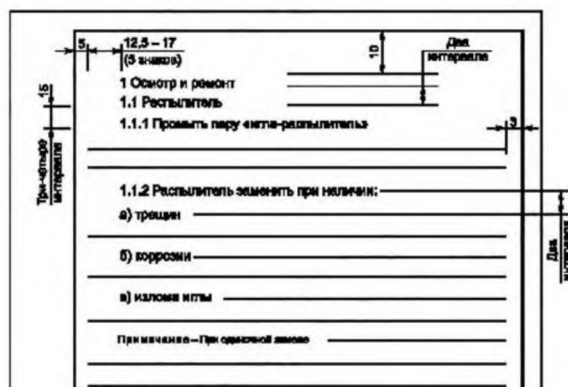 5
12,5 – 17
(5 знаков)
10
Два
интервала
1 Осмотр и ремонт
1.1 Распылитель
15
1.1.1 Промыть пару «игла-распылитель»
3
Три-четыре
интервала
1.1.2 Распылитель заменить при наличии:
а) трещин
Два
интервала
б) коррозии
в) излома иглы
Примечание – При одиночной замене